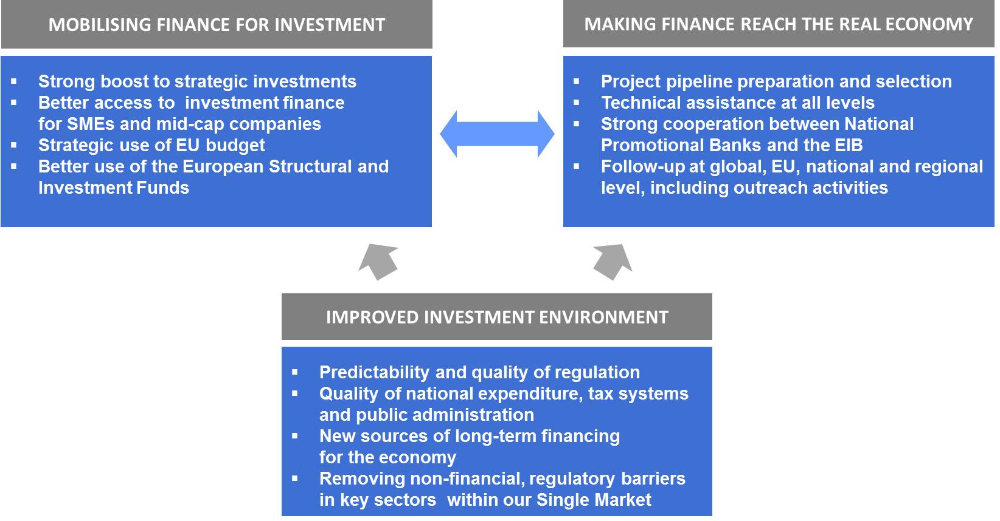 MOBILISING FINANCE FOR INVESTMENT
▪ Strong boost to strategic investments
▪ Better access to  investment finance
for SMEs and mid-cap companies
▪ Strategic use of EU budget
▪ Better use of the European Structural and
Investment Funds
MAKING FINANCE REACH THE REAL ECONOMY
▪ Project pipeline preparation and selection
▪ Technical assistance at all levels
▪ Strong cooperation between National
Promotional Banks and the EIB
▪ Follow-up at global, EU, national and regional
level, including outreach activities
IMPROVED INVESTMENT ENVIRONMENT
▪ Predictability and quality of regulation
▪ Quality of national expenditure, tax systems
and public administration
▪ New sources of long-term financing
for the economy
▪ Removing non-financial, regulatory barriers
in key sectors  within our Single Market